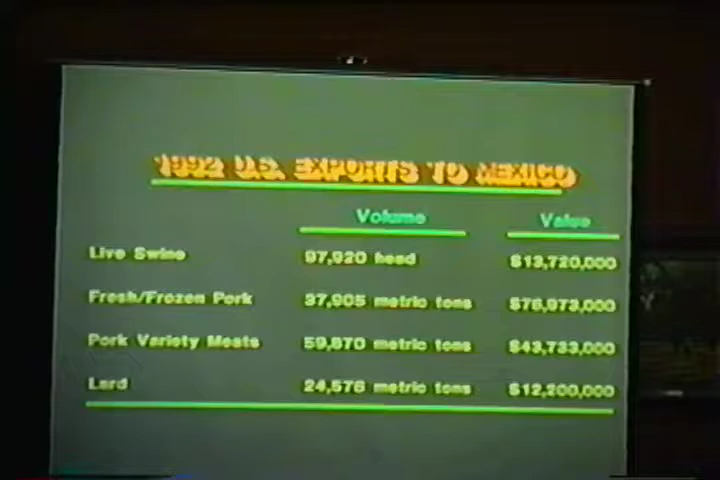 1992 U.S. EXPORTS TO MEXICO
Volume Value
Live Swine 97,920 head $13,720,000
Fresh/Frozen Pork 37,905 metric tons $76,973,000
Pork Variety Meats 59,870 metric tons $43,733,000
Lard 24,576 metric tons $12,200,000